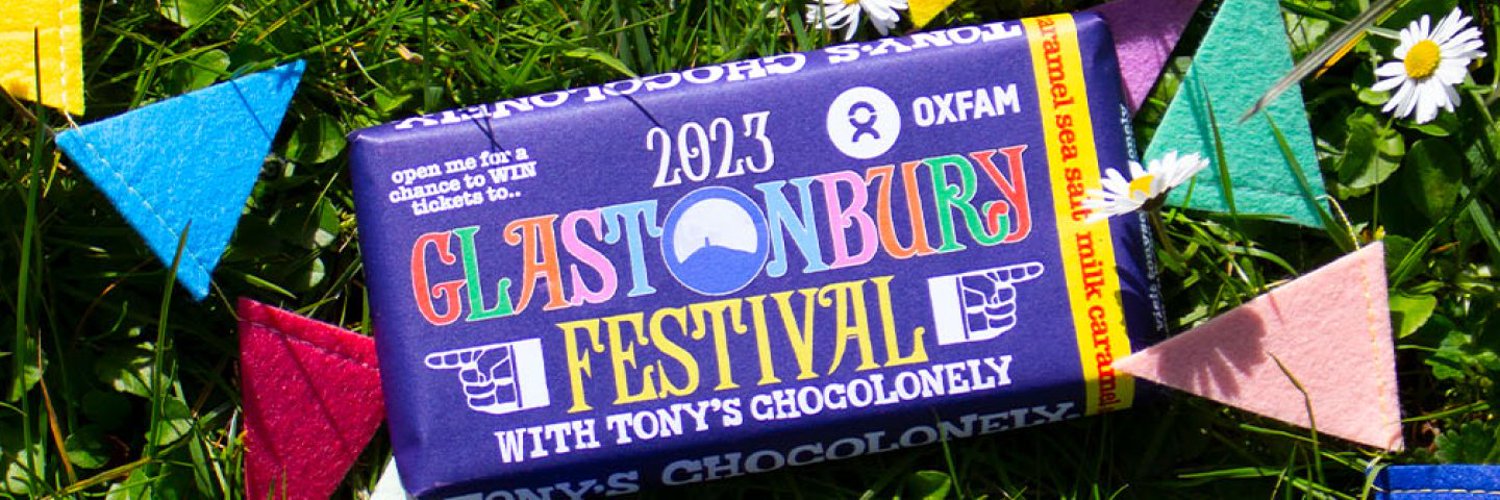 TONY'S CHOCOLONELY
open me for a
chance to WIN
tickets to..
2023
OXFAM
GLASTONBURY
FESTIVAL
WITH TONY'S CHOCOLONELY
TONY'S CHOCOLONELY
aramel sea salt milk caramel